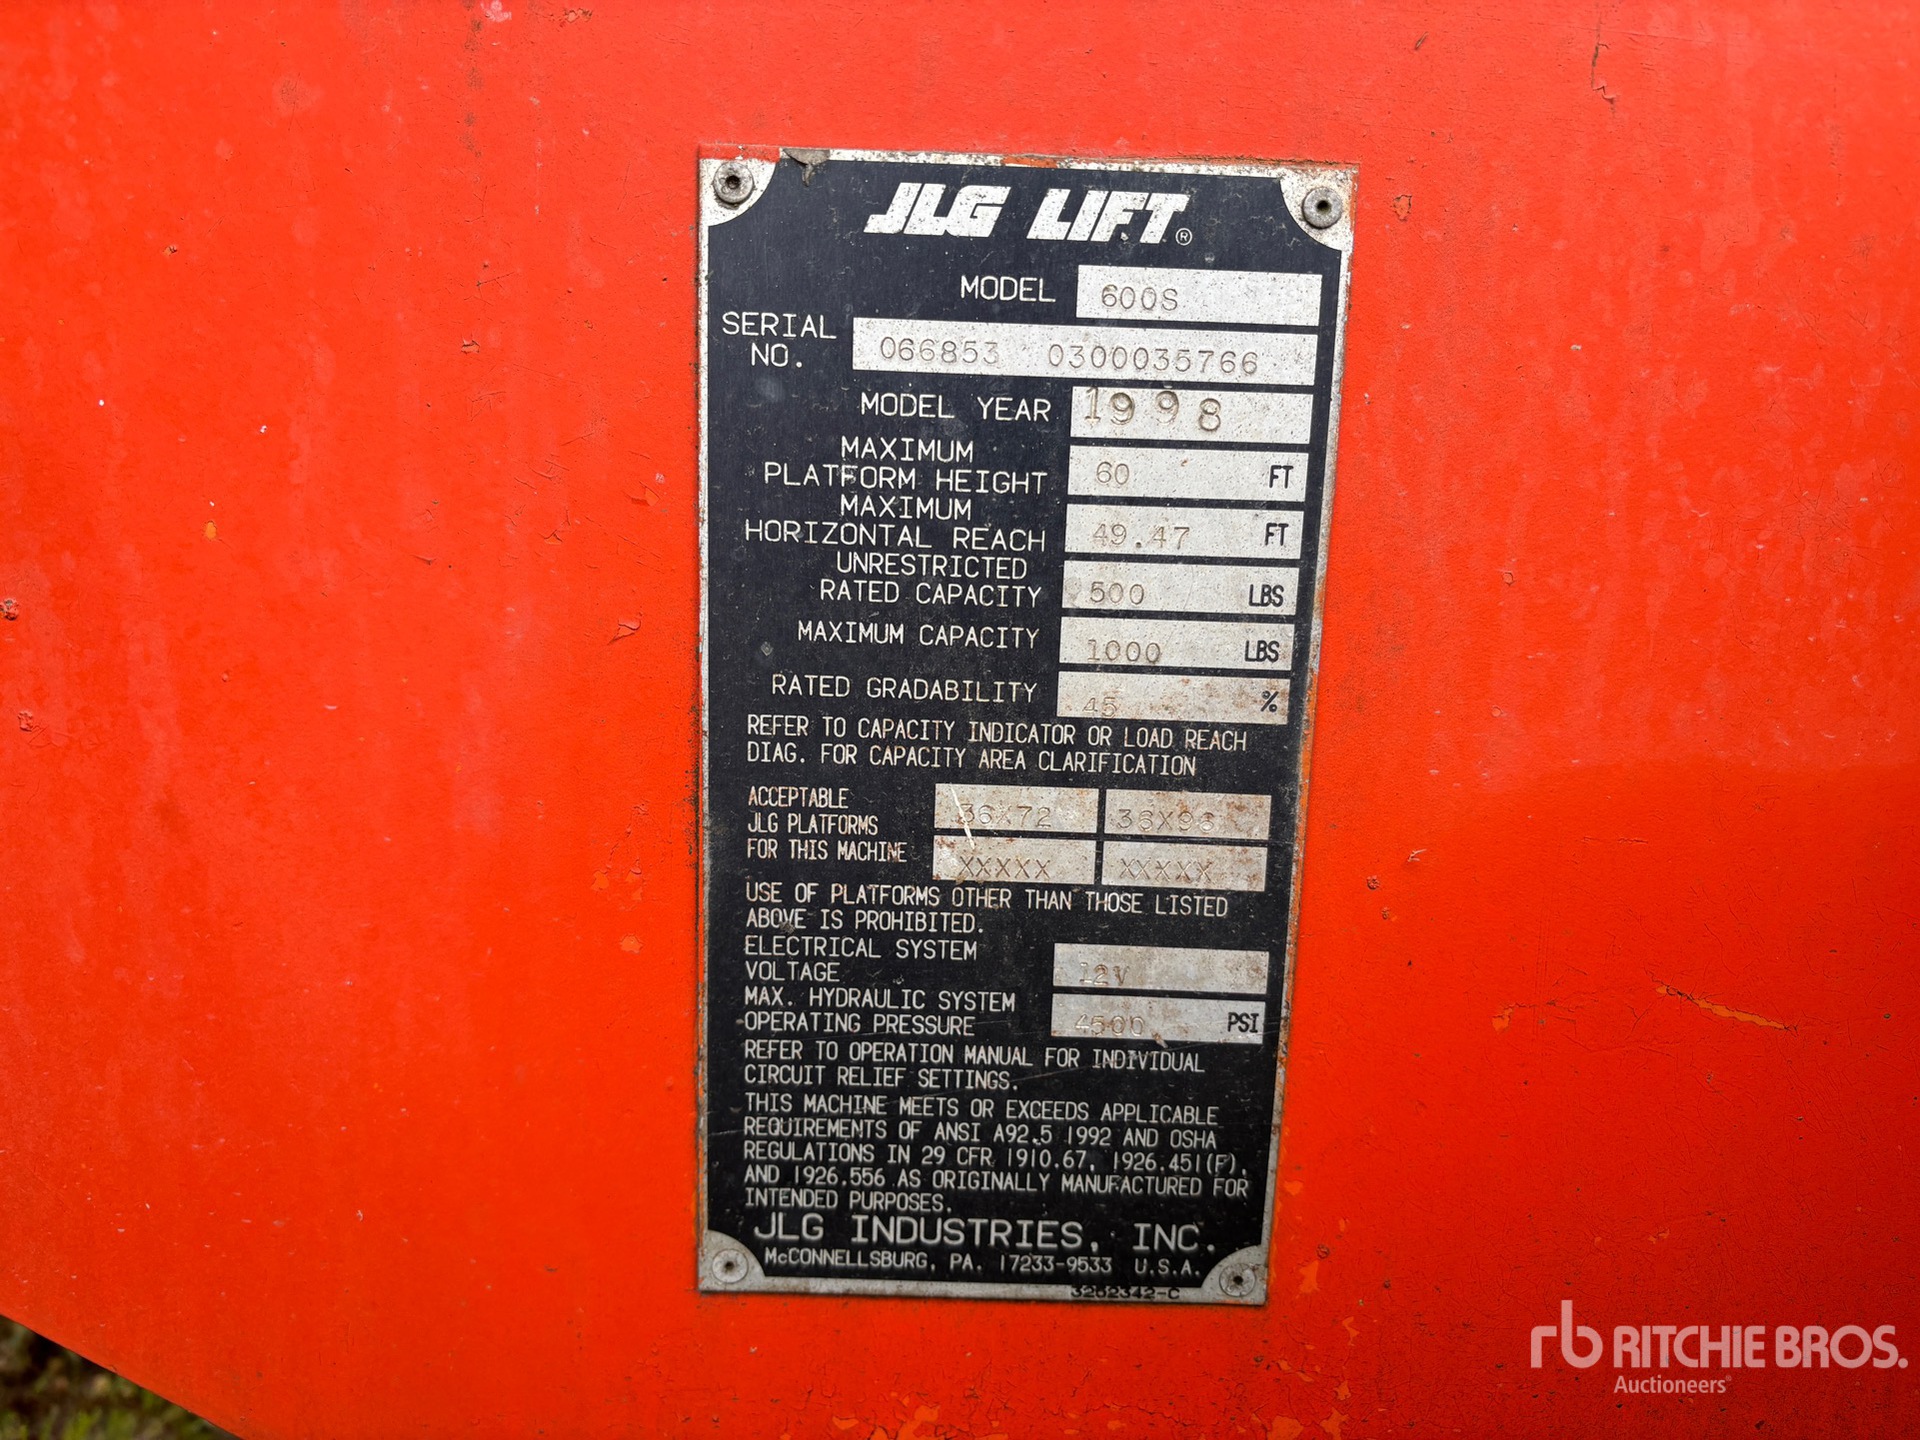 JLG LIFT®
MODEL 600S
SERIAL NO. 066853 0300035766
MODEL YEAR 1998
MAXIMUM
PLATFORM HEIGHT 60 FT
MAXIMUM
HORIZONTAL REACH 49.47 FT
UNRESTRICTED
RATED CAPACITY 500 LBS
MAXIMUM CAPACITY 1000 LBS
RATED GRADABILITY 45 %
REFER TO CAPACITY INDICATOR OR LOAD REACH
DIAG. FOR CAPACITY AREA CLARIFICATION
ACCEPTABLE
JLG PLATFORMS
FOR THIS MACHINE
36X72 36X96
XXXXX XXXXX
USE OF PLATFORMS OTHER THAN THOSE LISTED
ABOVE IS PROHIBITED.
ELECTRICAL SYSTEM
VOLTAGE 12V
MAX. HYDRAULIC SYSTEM
OPERATING PRESSURE 4500 PSI
REFER TO OPERATION MANUAL FOR INDIVIDUAL
CIRCUIT RELIEF SETTINGS.
THIS MACHINE MEETS OR EXCEEDS APPLICABLE
REQUIREMENTS OF ANSI A92.5 1992 AND OSHA
REGULATIONS IN 29 CFR 1910.67, 1926.451(F),
AND 1926.556 AS ORIGINALLY MANUFACTURED FOR
INTENDED PURPOSES.
JLG INDUSTRIES, INC.
McCONNELLSBURG, PA. 17233-9533 U.S.A.
3262342-C
rb RITCHIE BROS.
Auctioneers